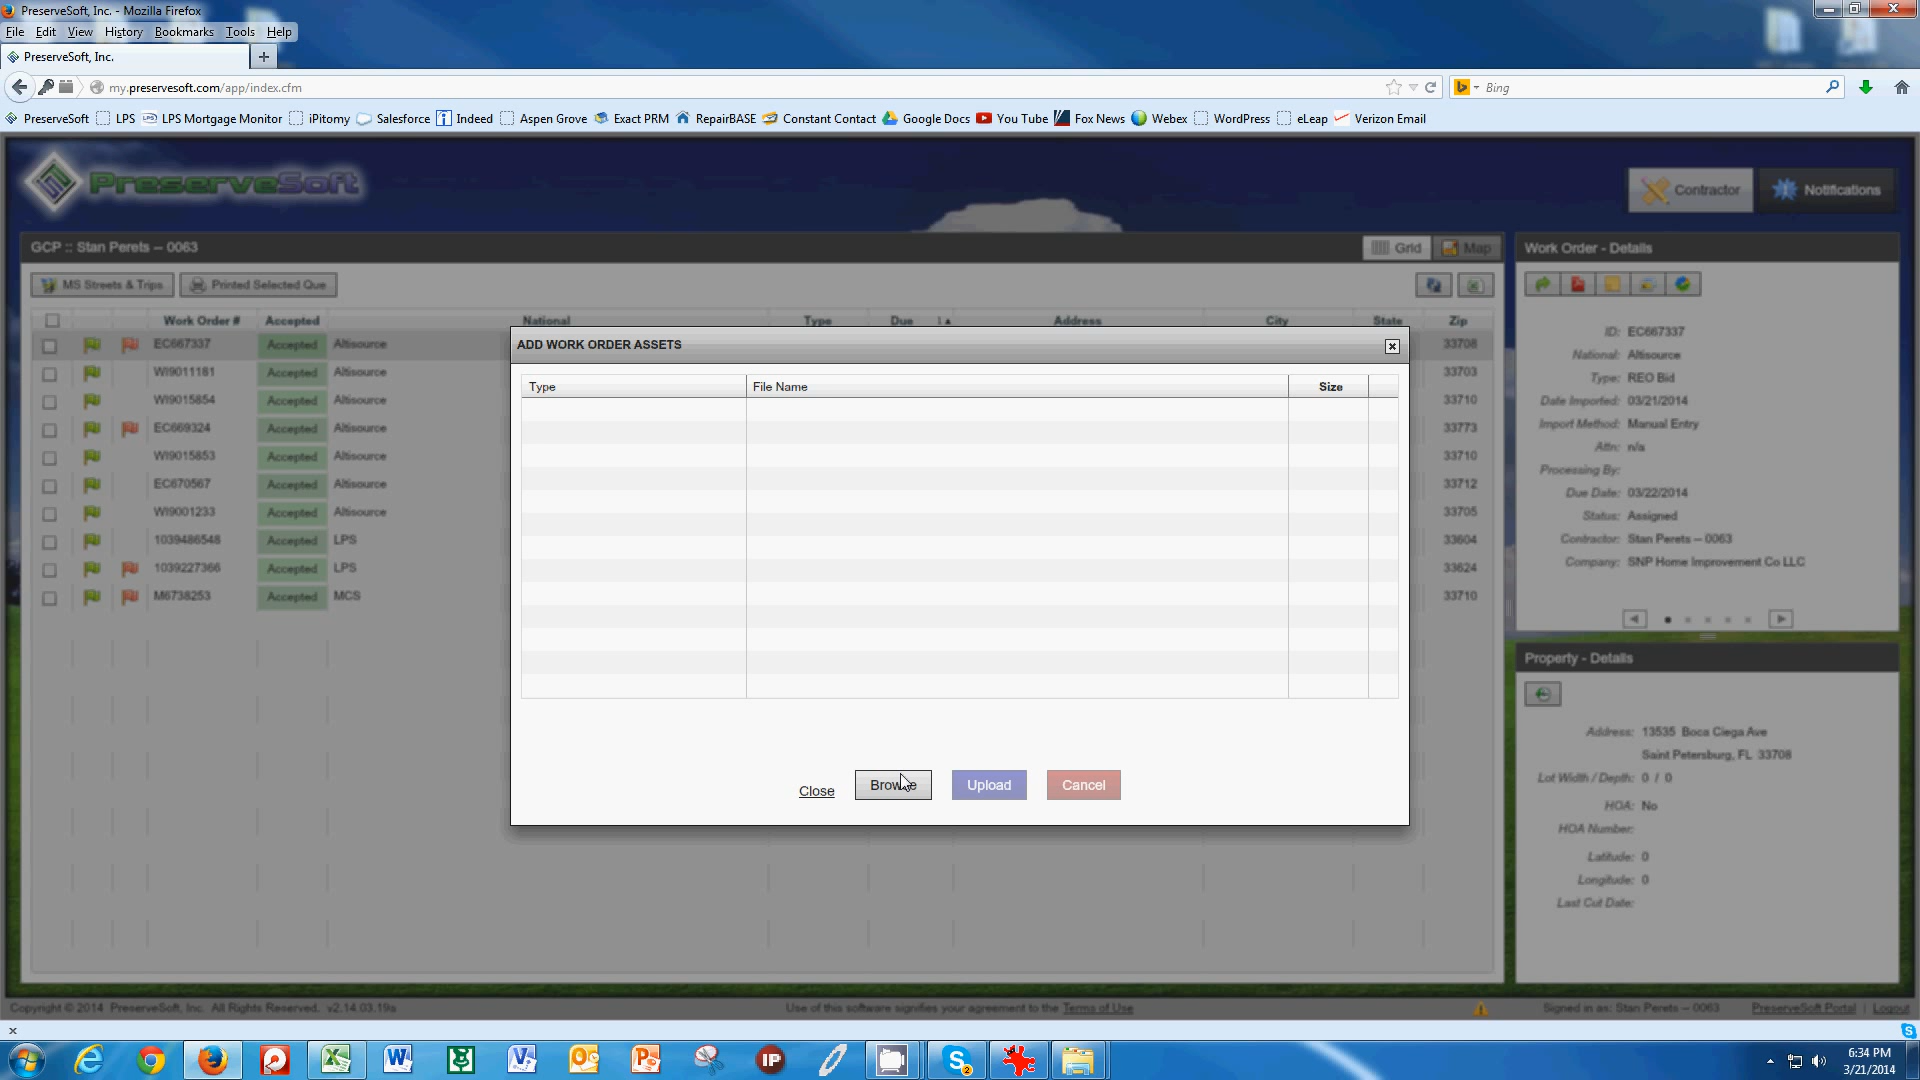 PreserveSoft, Inc. - Mozilla Firefox
File Edit View History Bookmarks Tools Help
PreserveSoft, Inc.
my.preservesoft.com/app/index.cfm
Bing
PreserveSoft LPS LPS Mortgage Monitor iPitomy Salesforce Indeed Aspen Grove Exact PRM RepairBASE Constant Contact Google Docs You Tube Fox News Webex WordPress eLeap Verizon Email
PreserveSoft
Contractor Notifications
GCP :: Stan Perets -- 0063
Grid Map
MS Streets & Trips Printed Selected Que
Work Order # Accepted National Type Due Address City State Zip
EC667337 Accepted Altisource 33708
WI9011181 Accepted Altisource 33703
WI9015854 Accepted Altisource 33710
EC669324 Accepted Altisource 33773
WI9015853 Accepted Altisource 33710
EC670567 Accepted Altisource 33712
WI9001233 Accepted Altisource 33705
1039486548 Accepted LPS 33604
1039227366 Accepted LPS 33624
M6738253 Accepted MCS 33710
ADD WORK ORDER ASSETS
Type File Name Size
Close Browse Upload Cancel
Work Order - Details
ID: EC667337
National: Altisource
Type: REO Bid
Date Imported: 03/21/2014
Import Method: Manual Entry
Attn: n/a
Processing By:
Due Date: 03/22/2014
Status: Assigned
Contractor: Stan Perets -- 0063
Company: SNP Home Improvement Co LLC
Property - Details
Address: 13535 Boca Ciega Ave
Saint Petersburg, FL 33708
Lot Width / Depth: 0 / 0
HOA: No
HOA Number:
Latitude: 0
Longitude: 0
Last Cut Date:
Copyright © 2014 PreserveSoft, Inc. All Rights Reserved. v2.14.03.19a
Use of this software signifies your agreement to the Terms of Use
Signed in as: Stan Perets -- 0063 PreserveSoft Portal | Logout
6:34 PM
3/21/2014